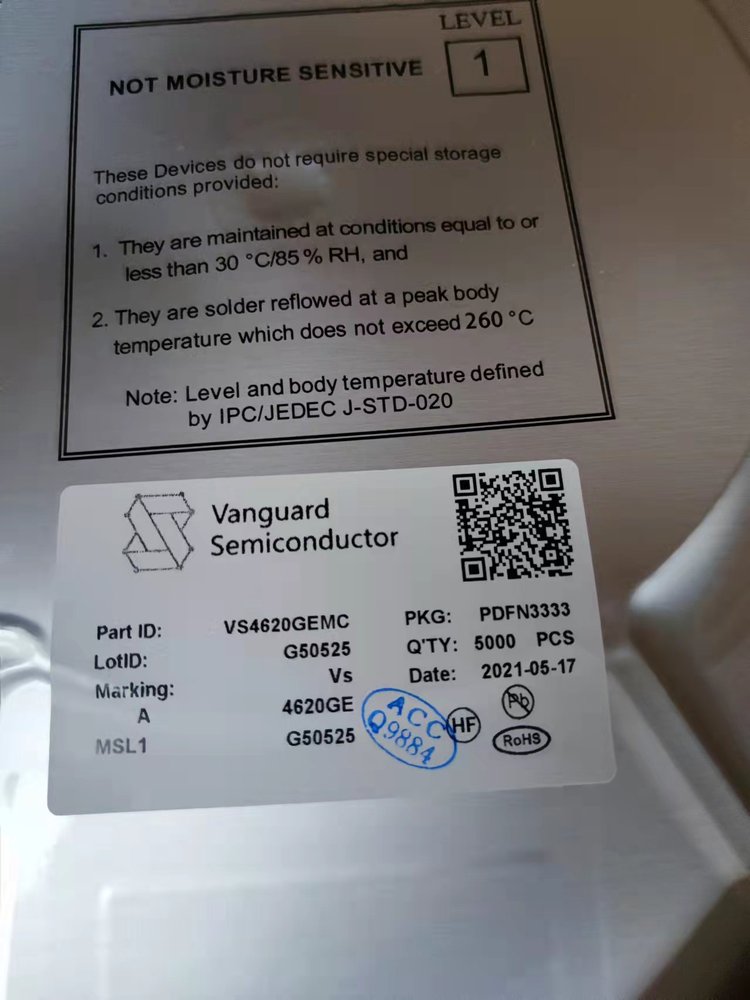 LEVEL
NOT MOISTURE SENSITIVE 1
These Devices do not require special storage
conditions provided:
1. They are maintained at conditions equal to or
less than 30 °C/85 % RH, and
2. They are solder reflowed at a peak body
temperature which does not exceed 260 °C
Note: Level and body temperature defined
by IPC/JEDEC J-STD-020
Vanguard
Semiconductor
Part ID: VS4620GEMC PKG: PDFN3333
LotID: G50525 Q'TY: 5000 PCS
Marking: Vs Date: 2021-05-17
A 4620GE Pb
MSL1 G50525 HF RoHS
ACC
Q9884